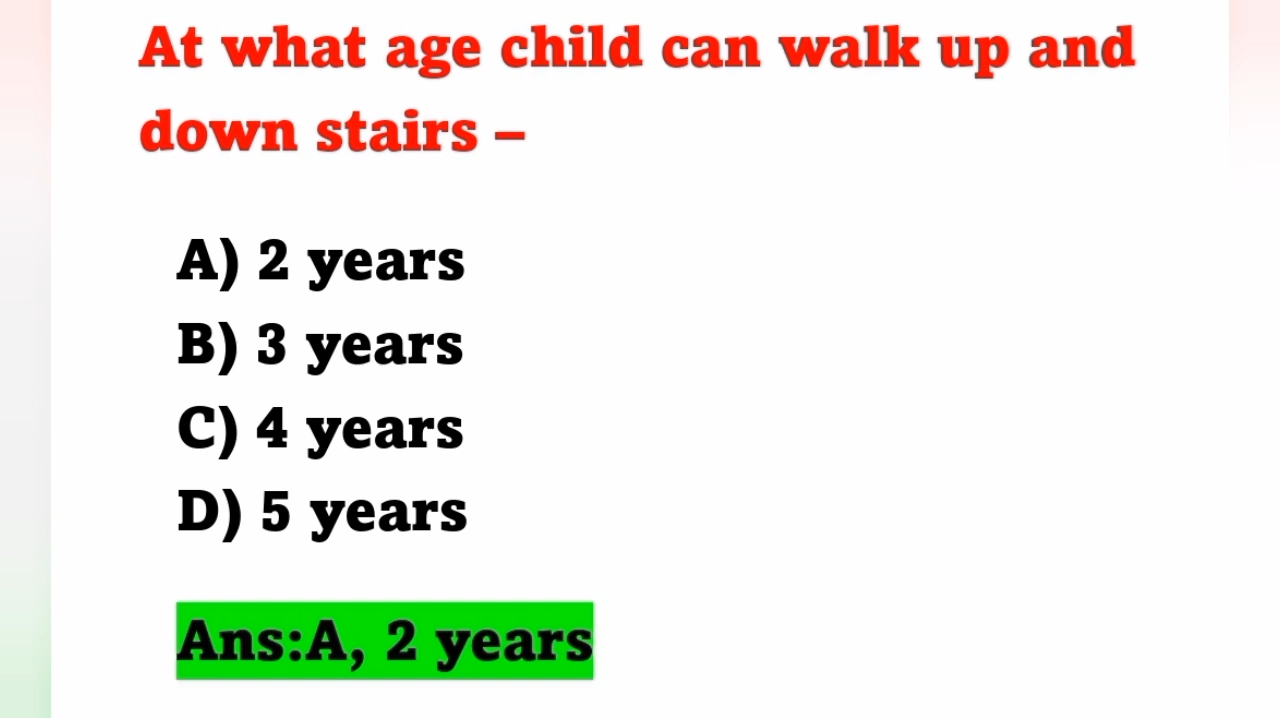 At what age child can walk up and
down stairs –
A) 2 years
B) 3 years
C) 4 years
D) 5 years
Ans:A, 2 years